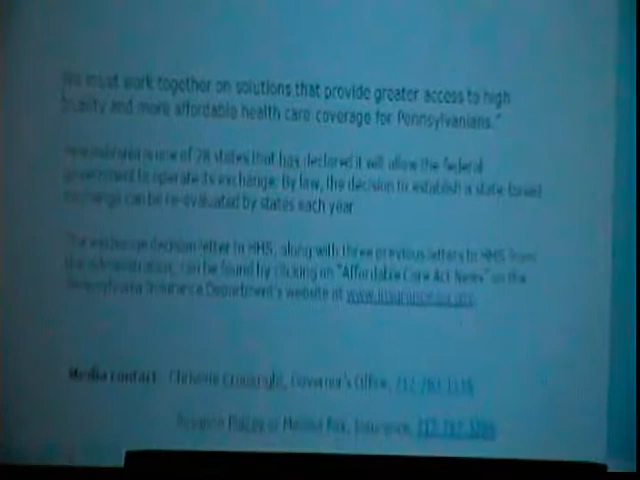 We must work together on solutions that provide greater access to high
quality and more affordable health care coverage for Pennsylvanians."
is one of 28 states that has declared it will allow the federal
government to operate its exchange. By law, the decision to establish a state-based
exchange can be re-evaluated by states each year.
The exchange decision letter to HHS, along with three previous letters to HHS from
the administration, can be found by clicking on "Affordable Care Act News" on the
Pennsylvania Insurance Department's website at
Media contact: Christine Governor's Office,
or Melissa Fox, Insurance,